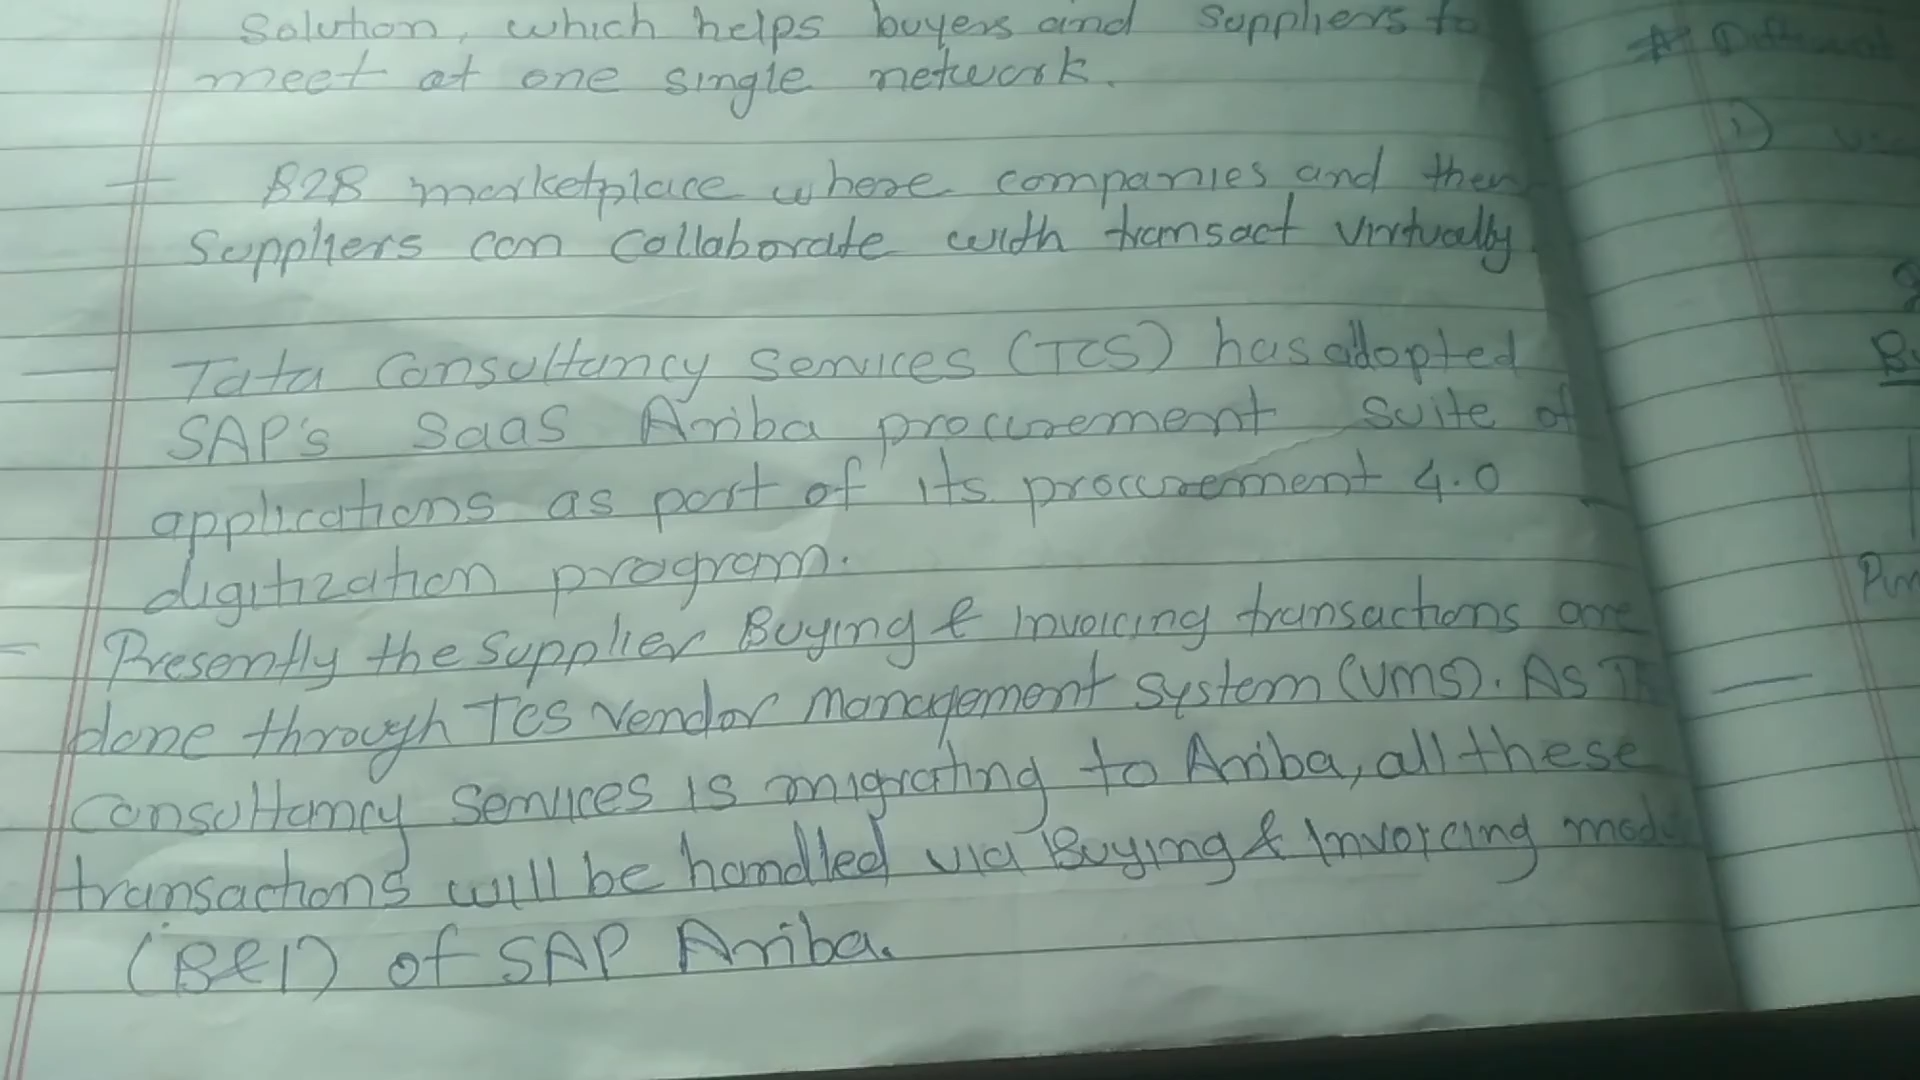 Solution, which helps buyers and suppliers to
meet at one single network.
B2B marketplace where companies and their
Suppliers can Collaborate with transact virtually
Tata Consultancy Services (TCS) has adopted
SAP's SaaS Ariba procurement suite of
applications as part of its procurement 4.0
digitization program.
Presently the supplier Buying & Invoicing transactions are
done through TCS Vendor Management System (VMS). As
Consultancy Services is migrating to Ariba, all these
transactions will be handled via Buying & Invoicing
(B&I) of SAP Ariba.
# Different
1)